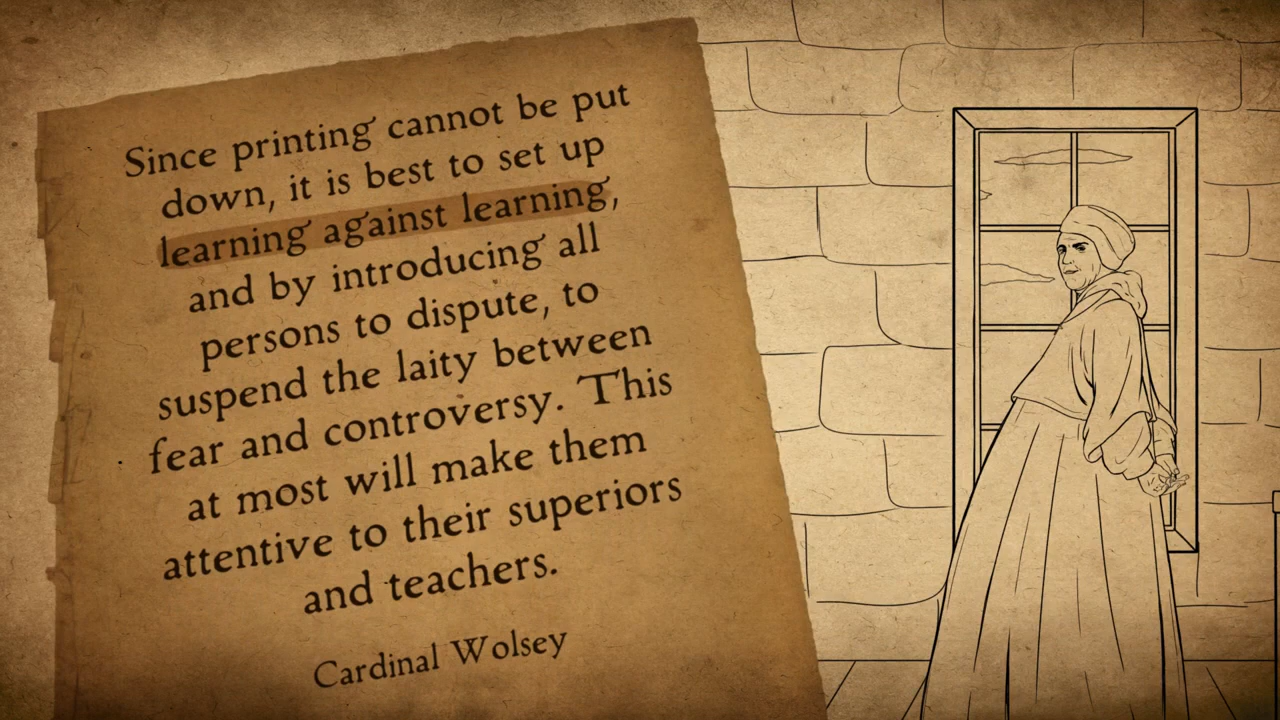 Since printing cannot be put
down, it is best to set up
learning against learning,
and by introducing all
persons to dispute, to
suspend the laity between
fear and controversy. This
at most will make them
attentive to their superiors
and teachers.
Cardinal Wolsey